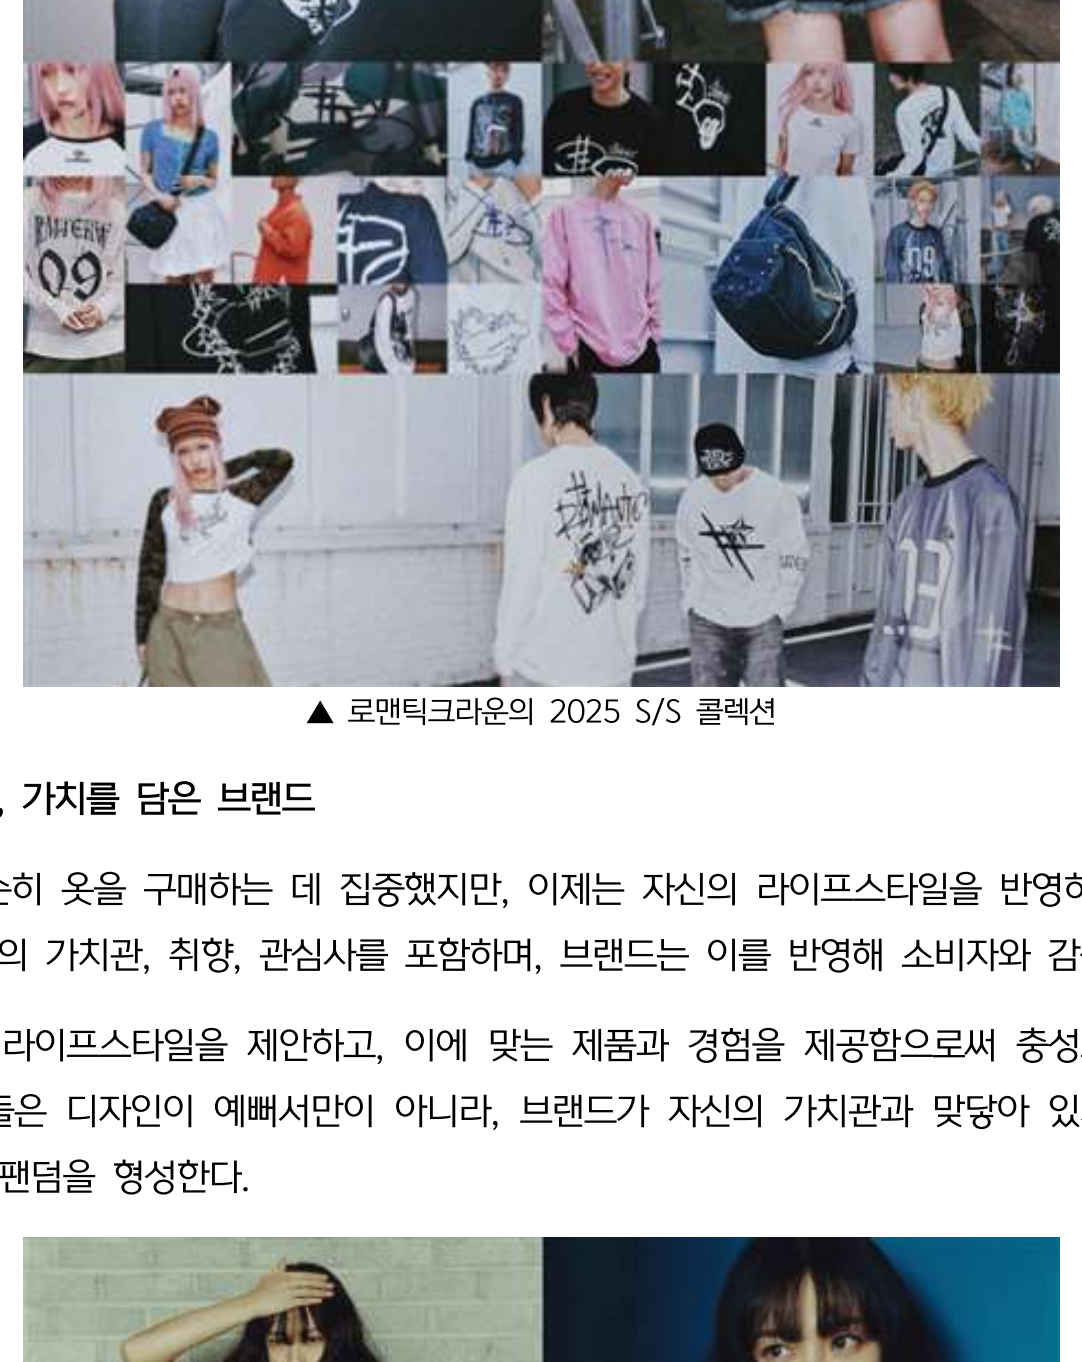 09
09
03
▲ 로맨틱크라운의 2025 S/S 콜렉션
, 가치를 담은 브랜드
순히 옷을 구매하는 데 집중했지만, 이제는 자신의 라이프스타일을 반영하
의 가치관, 취향, 관심사를 포함하며, 브랜드는 이를 반영해 소비자와 감
라이프스타일을 제안하고, 이에 맞는 제품과 경험을 제공함으로써 충성
들은 디자인이 예뻐서만이 아니라, 브랜드가 자신의 가치관과 맞닿아 있
팬덤을 형성한다.